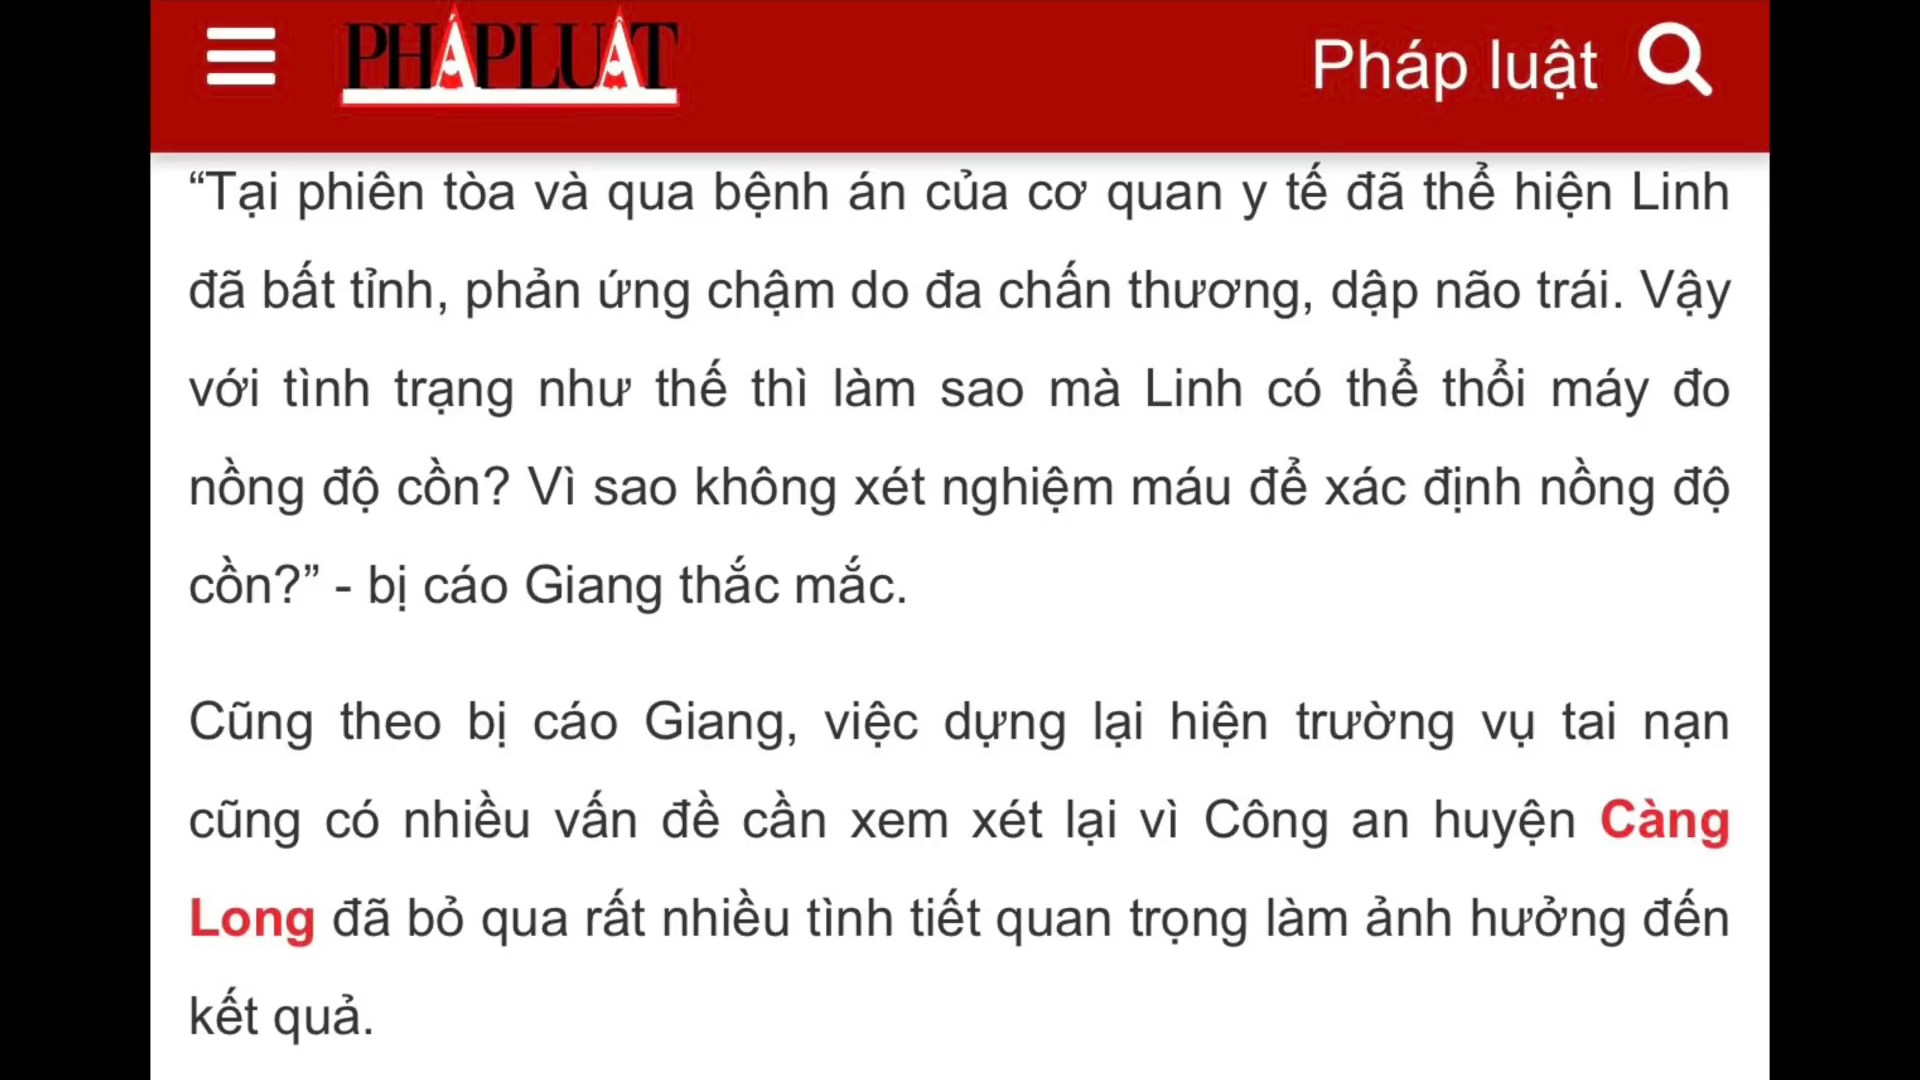 PHÁPLUẬT
Pháp luật
“Tại phiên tòa và qua bệnh án của cơ quan y tế đã thể hiện Linh
đã bất tỉnh, phản ứng chậm do đa chấn thương, dập não trái. Vậy
với tình trạng như thế thì làm sao mà Linh có thể thổi máy đo
nồng độ cồn? Vì sao không xét nghiệm máu để xác định nồng độ
cồn?” - bị cáo Giang thắc mắc.
Cũng theo bị cáo Giang, việc dựng lại hiện trường vụ tai nạn
cũng có nhiều vấn đề cần xem xét lại vì Công an huyện Càng
Long đã bỏ qua rất nhiều tình tiết quan trọng làm ảnh hưởng đến
kết quả.